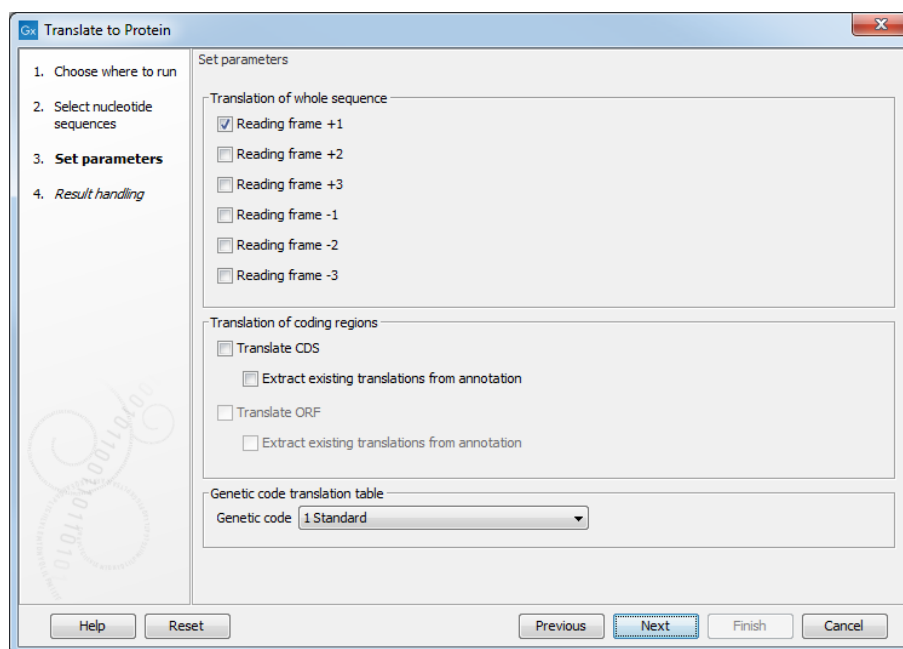 Gx Translate to Protein
1. Choose where to run
2. Select nucleotide
sequences
3. Set parameters
4. Result handling
Set parameters
Translation of whole sequence
Reading frame +1
Reading frame +2
Reading frame +3
Reading frame -1
Reading frame -2
Reading frame -3
Translation of coding regions
Translate CDS
Extract existing translations from annotation
Translate ORF
Extract existing translations from annotation
Genetic code translation table
Genetic code 1 Standard
Help Reset Previous Next Finish Cancel